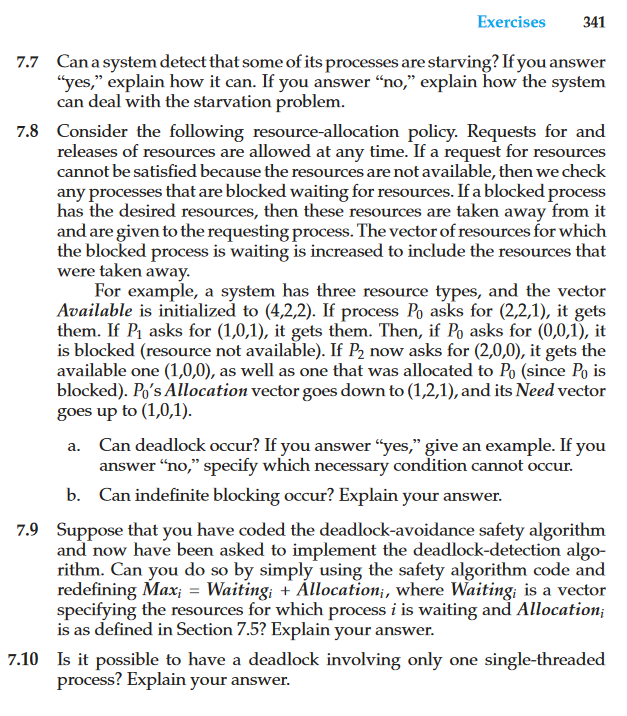 Exercises 341
7.7 Can a system detect that some of its processes are starving? If you answer
“yes,” explain how it can. If you answer “no,” explain how the system
can deal with the starvation problem.
7.8 Consider the following resource-allocation policy. Requests for and
releases of resources are allowed at any time. If a request for resources
cannot be satisfied because the resources are not available, then we check
any processes that are blocked waiting for resources. If a blocked process
has the desired resources, then these resources are taken away from it
and are given to the requesting process. The vector of resources for which
the blocked process is waiting is increased to include the resources that
were taken away.
For example, a system has three resource types, and the vector
Available is initialized to (4,2,2). If process P0 asks for (2,2,1), it gets
them. If P1 asks for (1,0,1), it gets them. Then, if P0 asks for (0,0,1), it
is blocked (resource not available). If P2 now asks for (2,0,0), it gets the
available one (1,0,0), as well as one that was allocated to P0 (since P0 is
blocked). P0’s Allocation vector goes down to (1,2,1), and its Need vector
goes up to (1,0,1).
a. Can deadlock occur? If you answer “yes,” give an example. If you
answer “no,” specify which necessary condition cannot occur.
b. Can indefinite blocking occur? Explain your answer.
7.9 Suppose that you have coded the deadlock-avoidance safety algorithm
and now have been asked to implement the deadlock-detection algo-
rithm. Can you do so by simply using the safety algorithm code and
redefining Maxi = Waitingi + Allocationi, where Waitingi is a vector
specifying the resources for which process i is waiting and Allocationi
is as defined in Section 7.5? Explain your answer.
7.10 Is it possible to have a deadlock involving only one single-threaded
process? Explain your answer.